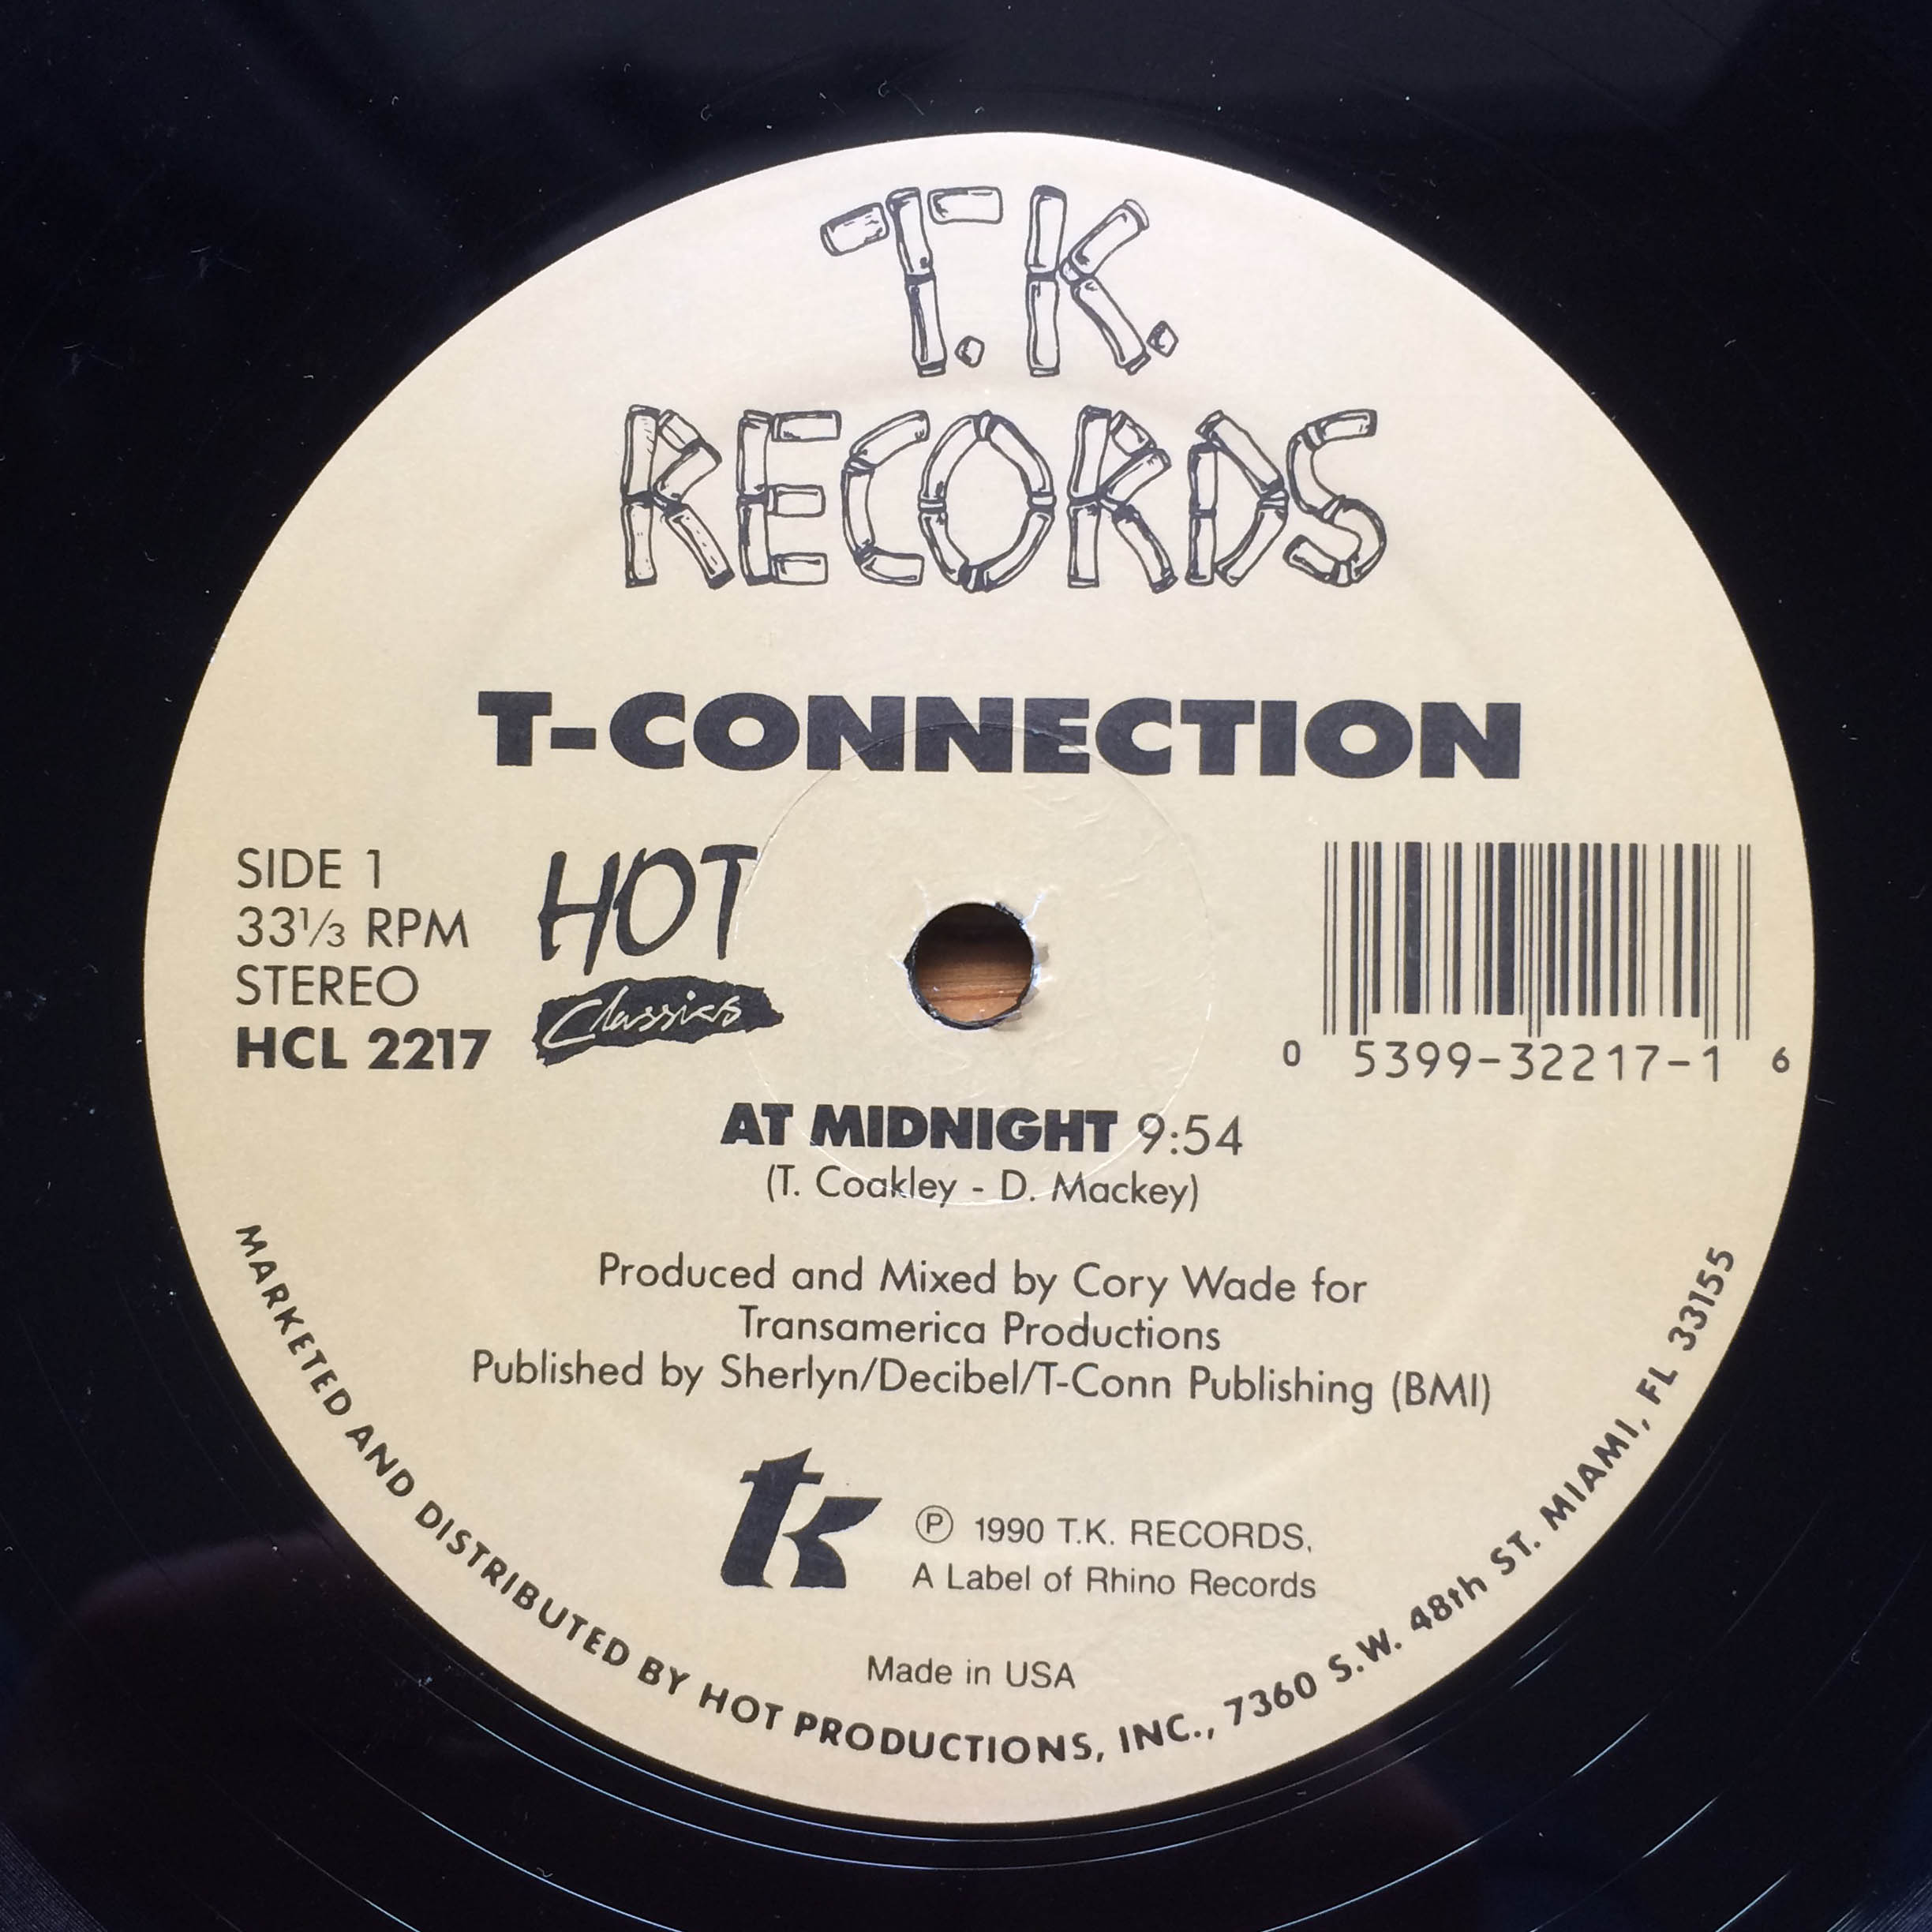 T.K.
RECORDS
T-CONNECTION
SIDE 1
33⅓ RPM
STEREO
HCL 2217
HOT
Classics
0 5399-32217-1 6
AT MIDNIGHT 9:54
(T. Coakley - D. Mackey)
Produced and Mixed by Cory Wade for
Transamerica Productions
Published by Sherlyn/Decibel/T-Conn Publishing (BMI)
tk
℗ 1990 T.K. RECORDS,
A Label of Rhino Records
Made in USA
MARKETED AND DISTRIBUTED BY HOT PRODUCTIONS, INC., 7360 S.W. 48th ST. MIAMI, FL 33155